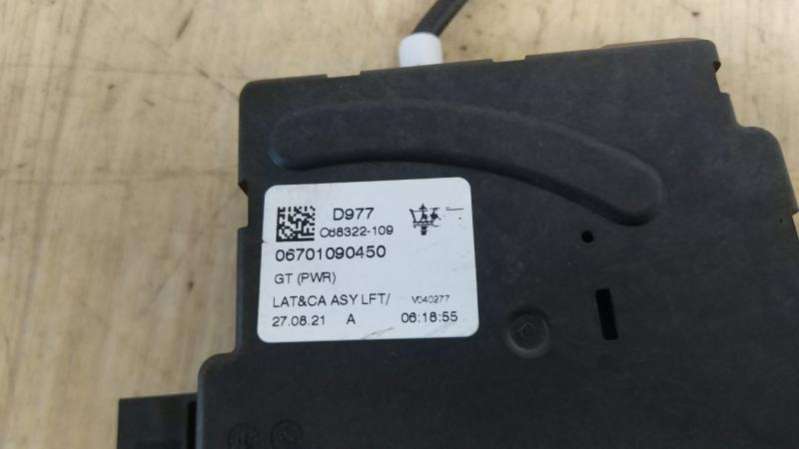 D977
C68322-109
06701090450
GT (PWR)
LAT&CA ASY LFT/ V040277
27.08.21 A 06:18:55